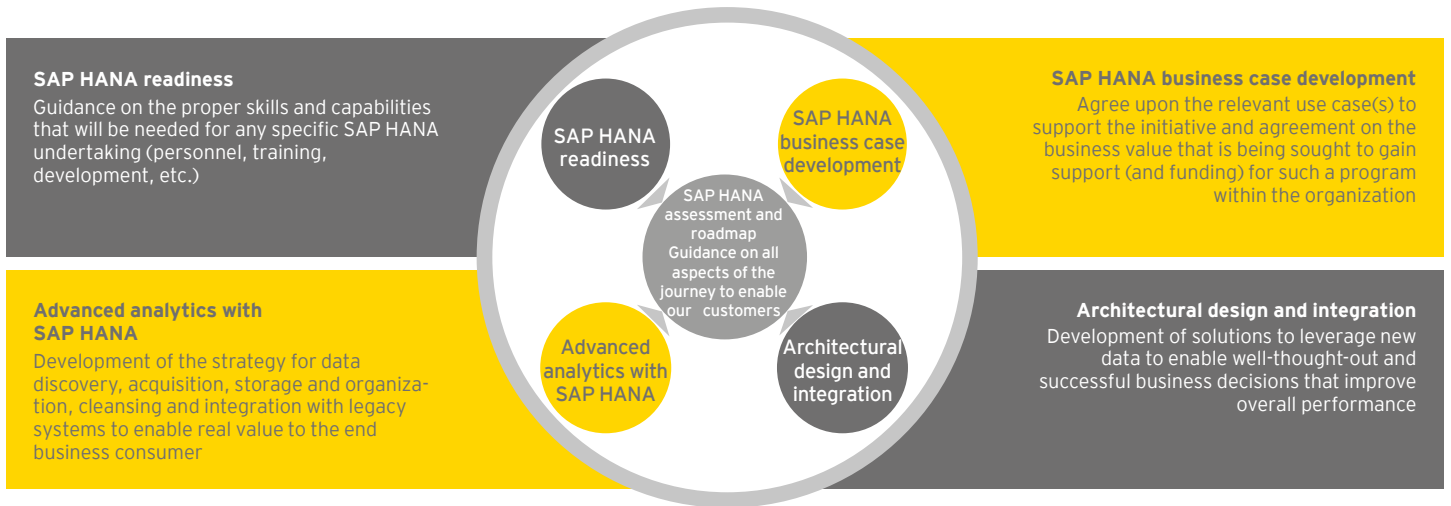 SAP HANA readiness
Guidance on the proper skills and capabilities
that will be needed for any specific SAP HANA
undertaking (personnel, training,
development, etc.)
SAP HANA business case development
Agree upon the relevant use case(s) to
support the initiative and agreement on the
business value that is being sought to gain
support (and funding) for such a program
within the organization
SAP HANA
readiness
SAP HANA
business case
development
SAP HANA
assessment and
roadmap
Guidance on all
aspects of the
journey to enable
our customers
Advanced
analytics with
SAP HANA
Architectural
design and
integration
Advanced analytics with
SAP HANA
Development of the strategy for data
discovery, acquisition, storage and organiza-
tion, cleansing and integration with legacy
systems to enable real value to the end
business consumer
Architectural design and integration
Development of solutions to leverage new
data to enable well-thought-out and
successful business decisions that improve
overall performance